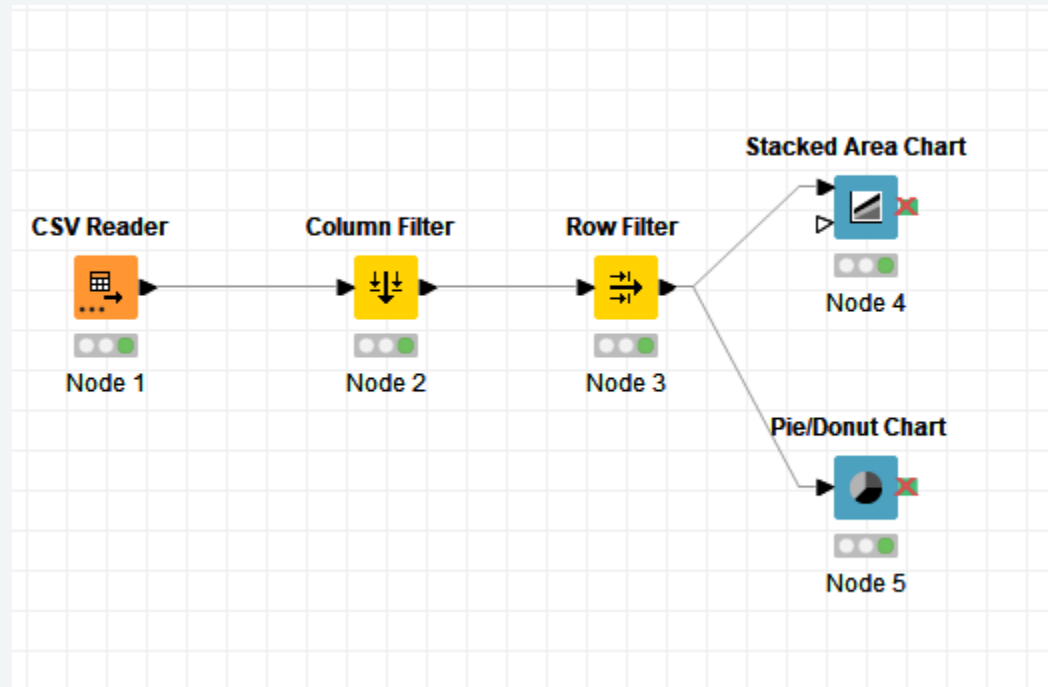 Stacked Area Chart
CSV Reader
Column Filter
Row Filter
Node 4
Node 1
Node 2
Node 3
Pie/Donut Chart
Node 5